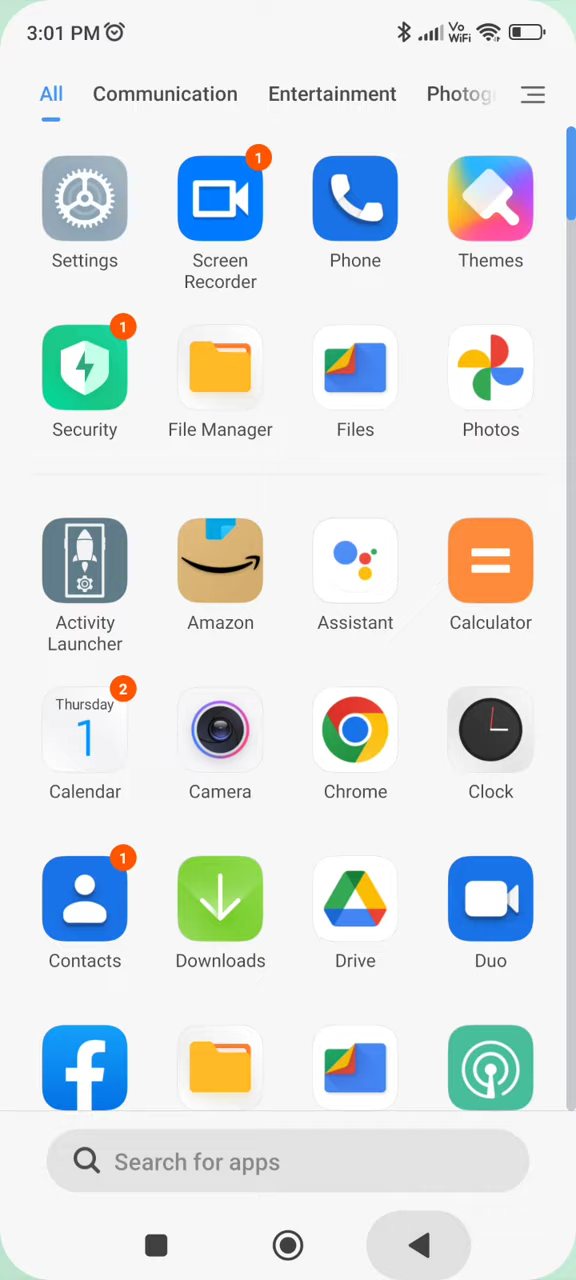 3:01 PM
Vo
WiFi
All Communication Entertainment Photog
1
Settings Screen Recorder Phone Themes
1
Security File Manager Files Photos
Activity Launcher Amazon Assistant Calculator
Thursday
1
2
Calendar Camera Chrome Clock
1
Contacts Downloads Drive Duo
Search for apps